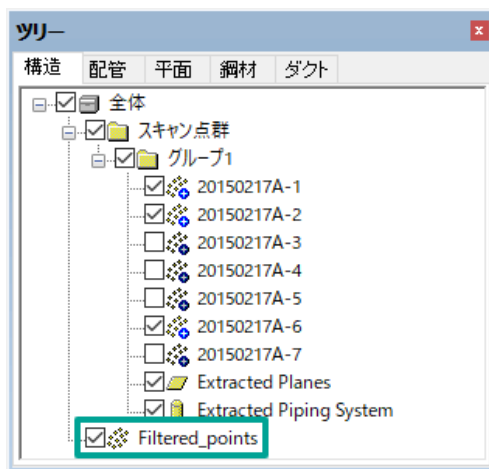 ツリー
構造 配管 平面 鋼材 ダクト
全体
スキャン点群
グループ1
20150217A-1
20150217A-2
20150217A-3
20150217A-4
20150217A-5
20150217A-6
20150217A-7
Extracted Planes
Extracted Piping System
Filtered_points